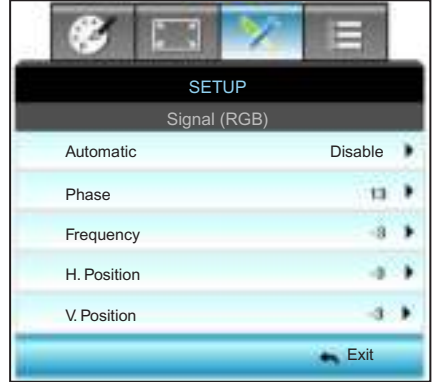 SETUP
Signal (RGB)
Automatic Disable
Phase 13
Frequency -3
H. Position -3
V. Position -3
Exit